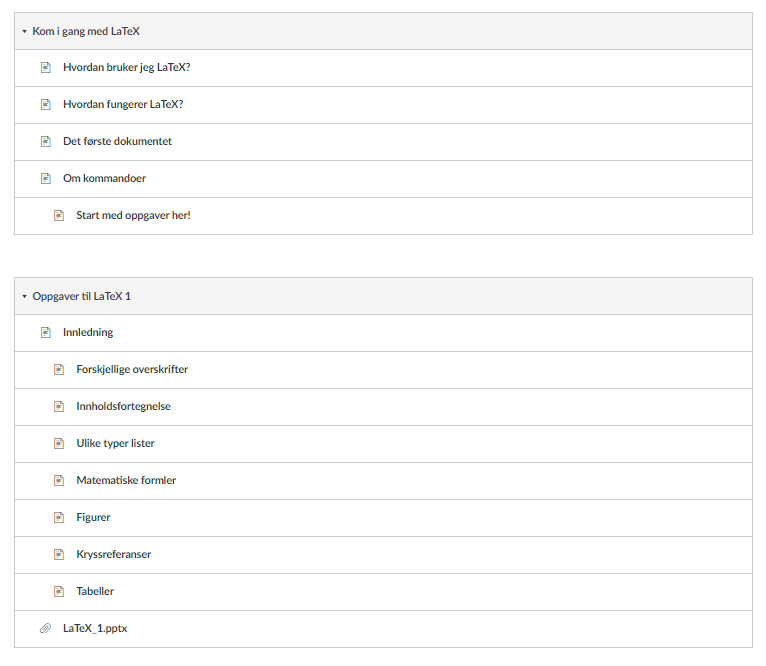 Kom i gang med LaTeX
Hvordan bruker jeg LaTeX?
Hvordan fungerer LaTeX?
Det første dokumentet
Om kommandoer
Start med oppgaver her!
Oppgaver til LaTeX 1
Innledning
Forskjellige overskrifter
Innholdsfortegnelse
Ulike typer lister
Matematiske formler
Figurer
Kryssreferanser
Tabeller
LaTeX_1.pptx